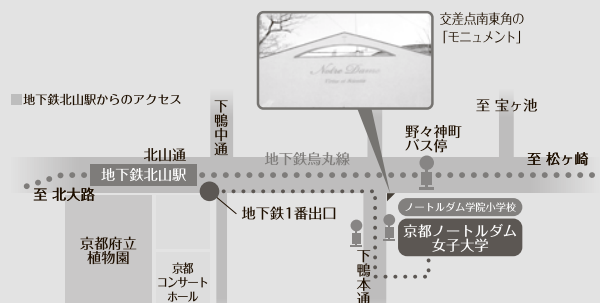 交差点南東角の
「モニュメント」
Notre Dame
■地下鉄北山駅からのアクセス
下鴨中通
至 宝ヶ池
野々神町
バス停
北山通
地下鉄烏丸線
至 松ヶ崎
地下鉄北山駅
至 北大路
地下鉄1番出口
ノートルダム学院小学校
京都ノートルダム
女子大学
京都府立
植物園
京都
コンサート
ホール
下鴨本通